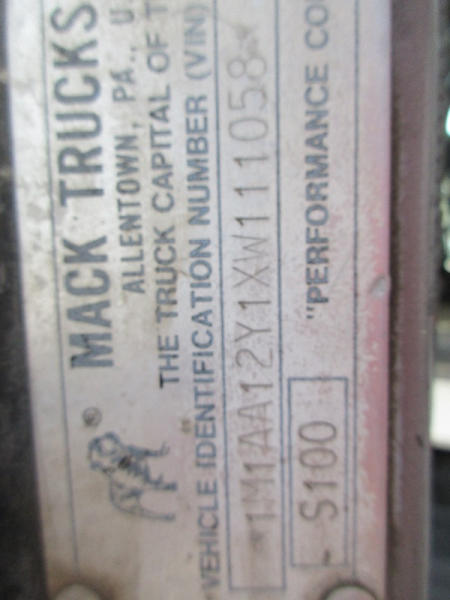 MACK TRUCKS
ALLENTOWN, PA., U.
THE TRUCK CAPITAL OF T
VEHICLE IDENTIFICATION NUMBER (VIN)
*1M1AA12Y1XW111058*
"PERFORMANCE CO
- S100